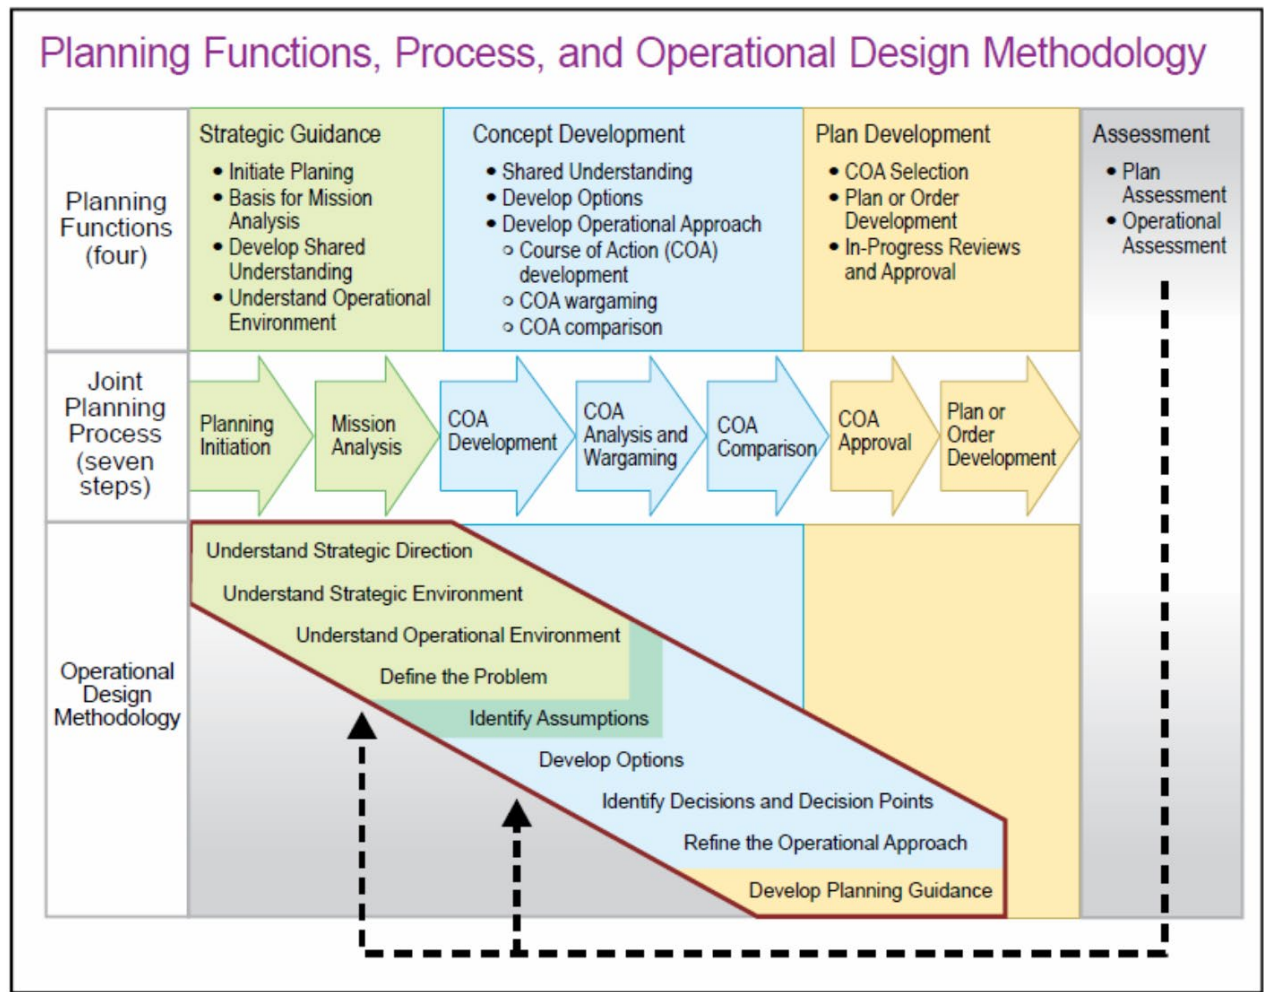 Planning Functions, Process, and Operational Design Methodology
Planning
Functions
(four)
Strategic Guidance
• Initiate Planing
• Basis for Mission
Analysis
• Develop Shared
Understanding
• Understand Operational
Environment
Concept Development
• Shared Understanding
• Develop Options
• Develop Operational Approach
○ Course of Action (COA)
development
○ COA wargaming
○ COA comparison
Plan Development
• COA Selection
• Plan or Order
Development
• In-Progress Reviews
and Approval
Assessment
• Plan
Assessment
• Operational
Assessment
Joint
Planning
Process
(seven
steps)
Planning
Initiation
Mission
Analysis
COA
Development
COA
Analysis and
Wargaming
COA
Comparison
COA
Approval
Plan or
Order
Development
Operational
Design
Methodology
Understand Strategic Direction
Understand Strategic Environment
Understand Operational Environment
Define the Problem
Identify Assumptions
Develop Options
Identify Decisions and Decision Points
Refine the Operational Approach
Develop Planning Guidance